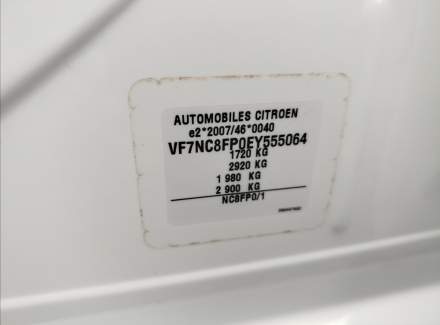 AUTOMOBILES CITROEN
e2*2007/46*0040
VF7NC8FP0EY555064
1720 KG
2920 KG
1 980 KG
2 900 KG
NC8FP0/1